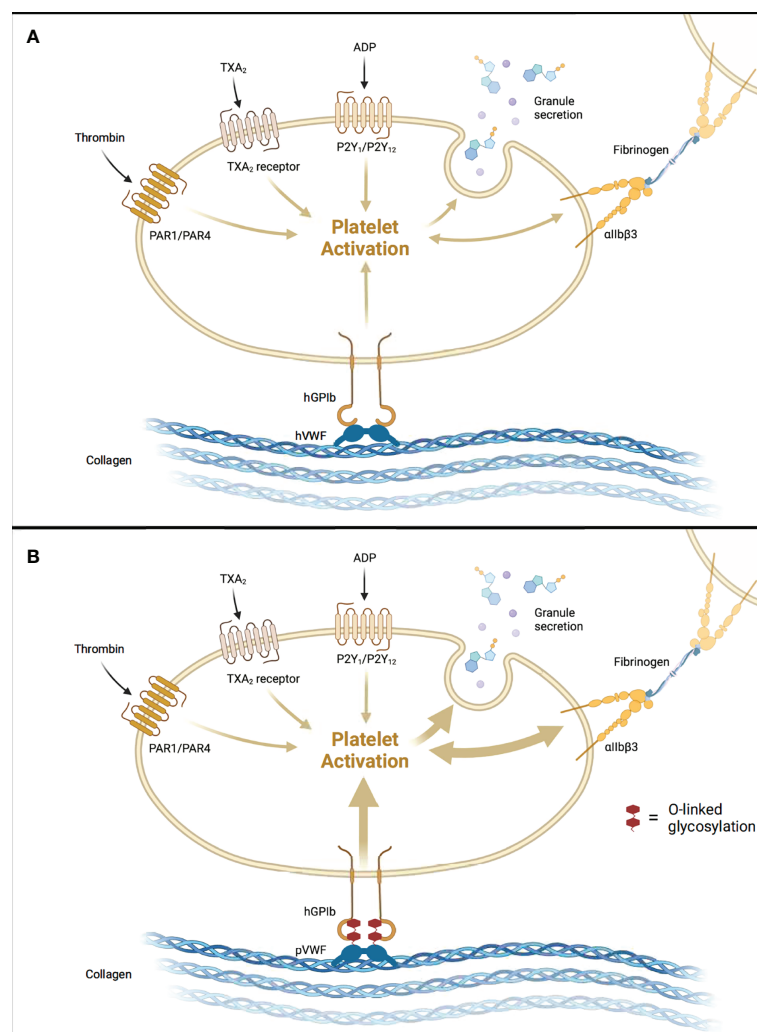 A
ADP
TXA₂
Granule
secretion
Thrombin
P2Y₁/P2Y₁₂
Fibrinogen
TXA₂ receptor
PAR1/PAR4
Platelet
Activation
αIIbβ3
hGPIb
hVWF
Collagen
B
ADP
TXA₂
Granule
secretion
Thrombin
P2Y₁/P2Y₁₂
Fibrinogen
TXA₂ receptor
PAR1/PAR4
Platelet
Activation
αIIbβ3
= O-linked
glycosylation
hGPIb
pVWF
Collagen